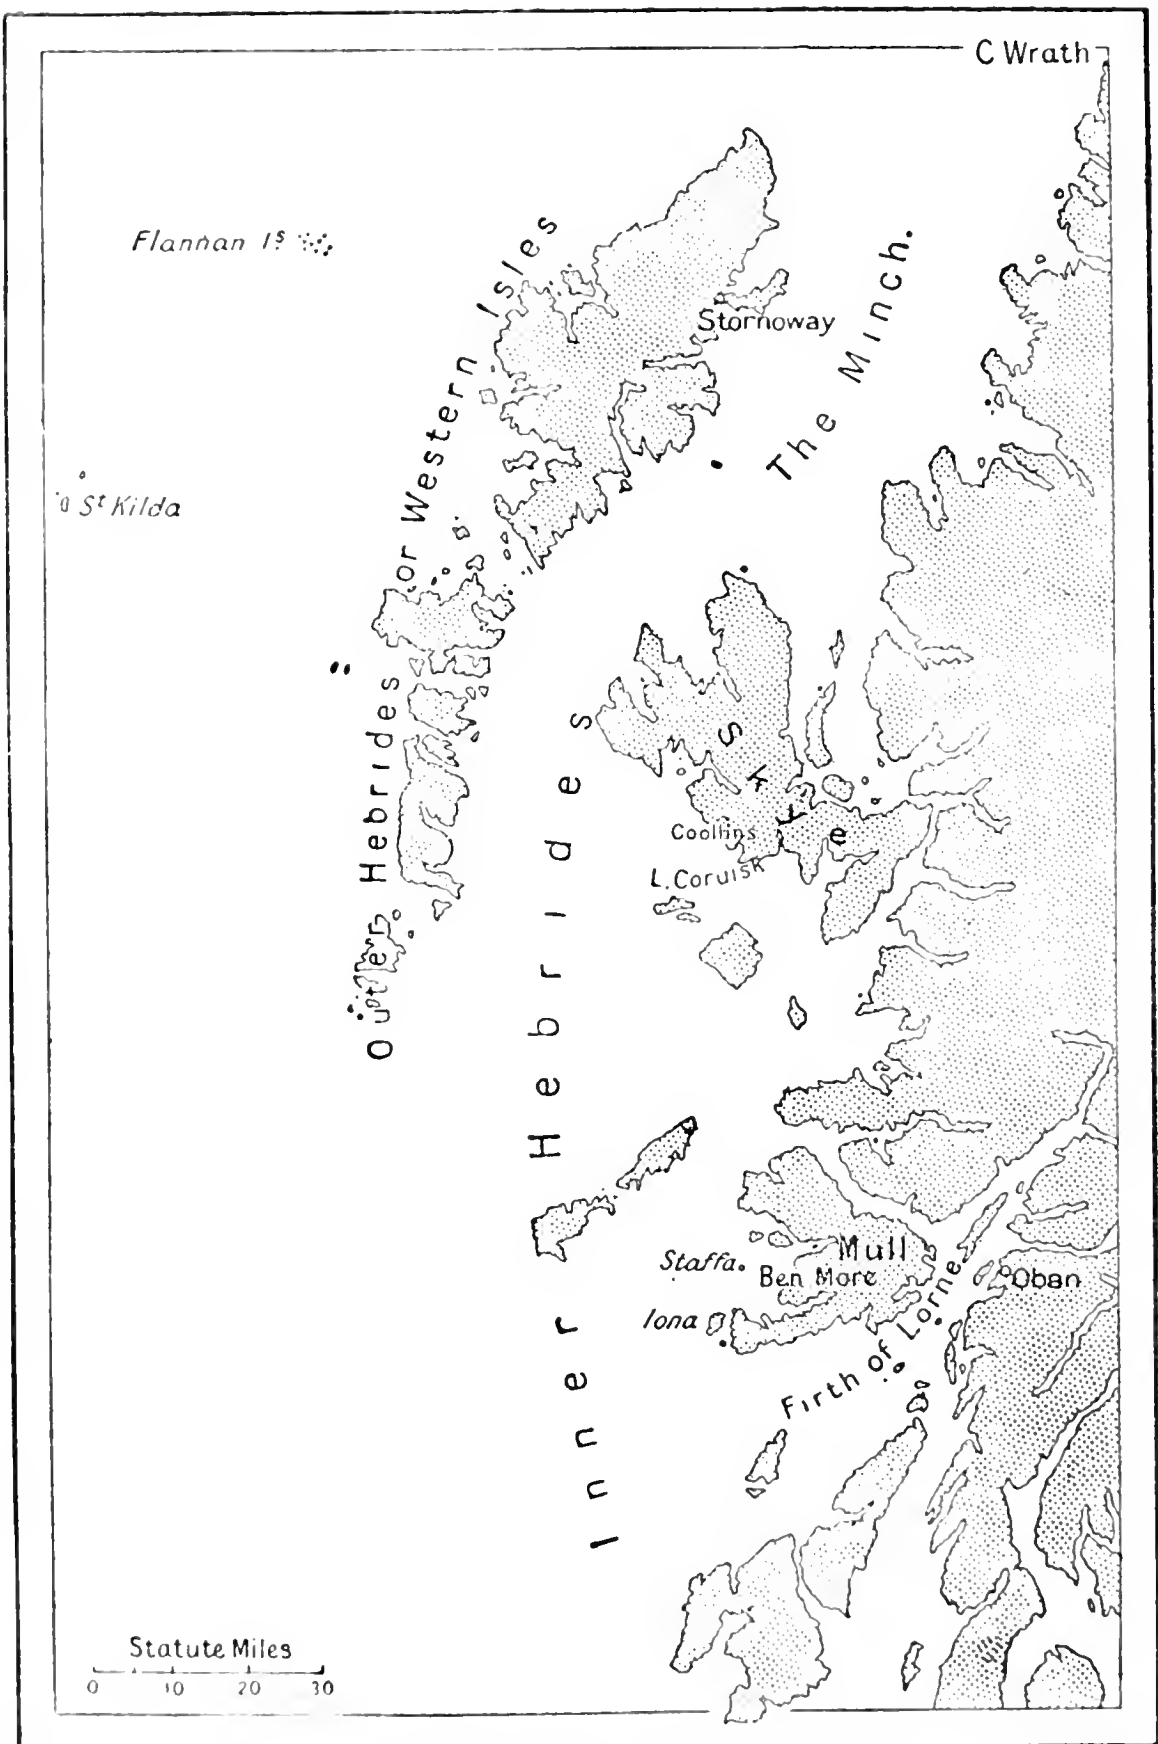 C Wrath
Flannan Is
Stornoway
The Minch.
St Kilda
Outer Hebrides or Western Isles
Skye
Coollins
L. Coruisk
Inner Hebrides
Mull
Staffa.
Ben More
Oban
Iona
Firth of Lorne
Statute Miles
0 10 20 30